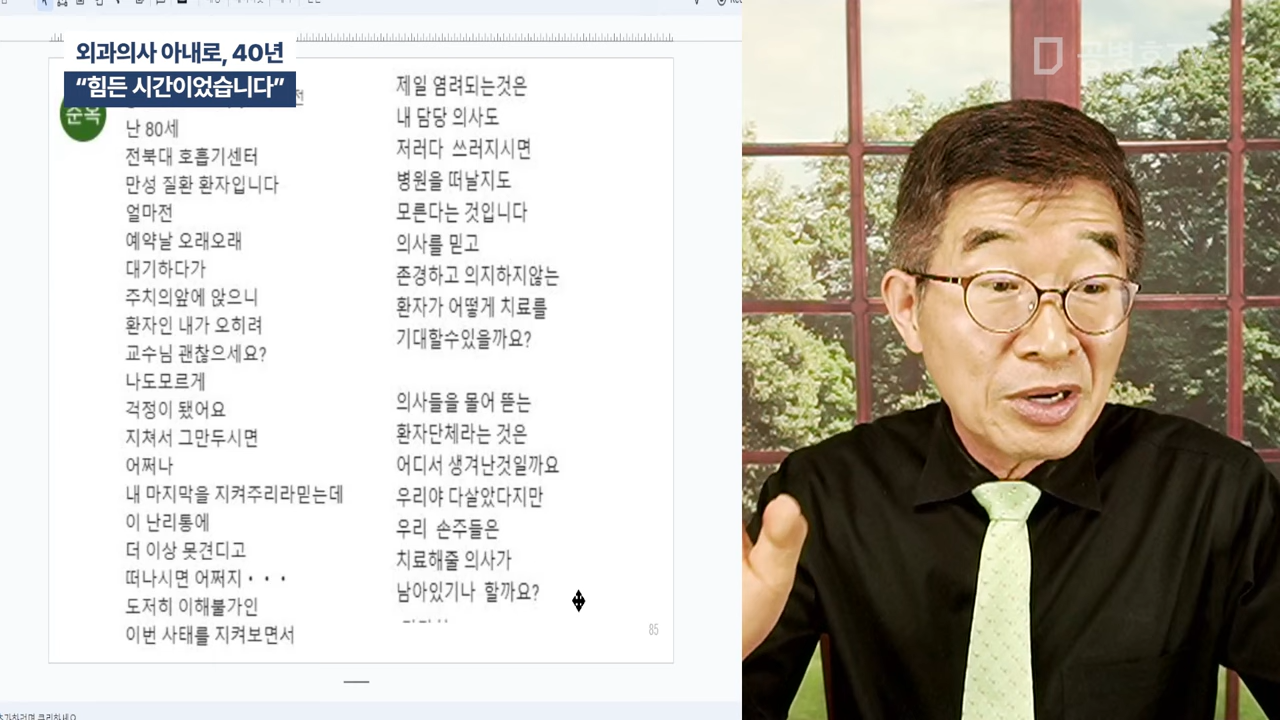 외과의사 아내로, 40년
“힘든 시간이었습니다”
순옥
전
난 80세
전북대 호흡기센터
만성 질환 환자입니다
얼마전
예약날 오래오래
대기하다가
주치의앞에 앉으니
환자인 내가 오히려
교수님 괜찮으세요?
나도모르게
걱정이 됐어요
지쳐서 그만두시면
어쩌나
내 마지막을 지켜주리라믿는데
이 난리통에
더 이상 못견디고
떠나시면 어쩌지 · · ·
도저히 이해불가인
이번 사태를 지켜보면서
제일 염려되는것은
내 담당 의사도
저러다 쓰러지시면
병원을 떠날지도
모른다는 것입니다
의사를 믿고
존경하고 의지하지않는
환자가 어떻게 치료를
기대할수있을까요?
의사들을 물어 뜯는
환자단체라는 것은
어디서 생겨난것일까요
우리야 다살았다지만
우리 손주들은
치료해줄 의사가
남아있기나 할까요?
85
공병호TV